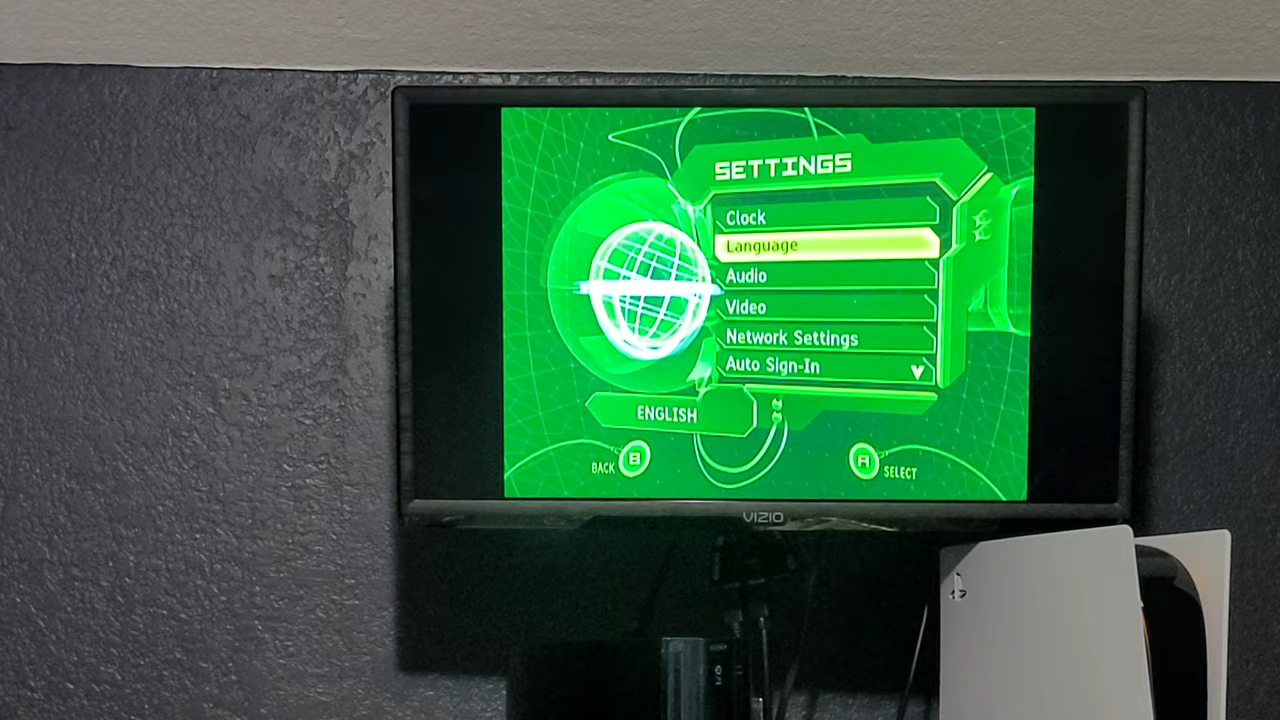 SETTINGS
Clock
Language
Audio
Video
Network Settings
Auto Sign-In
ENGLISH
BACK
B
A
SELECT
VIZIO